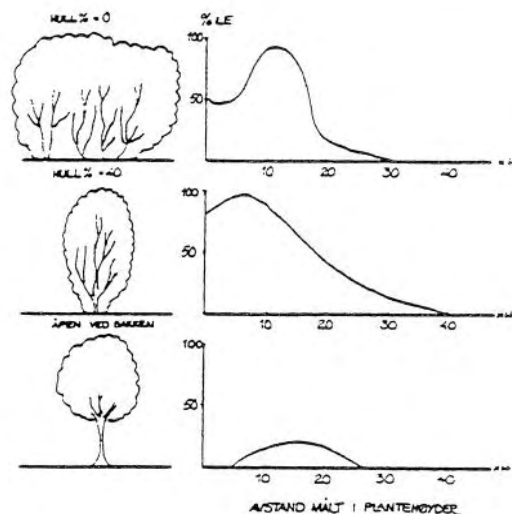 HULL % = 0
% LE
100
50
10 20 30 40 x H
HULL % = 40
100
50
10 20 30 40 x H
ÅPEN VED BAKKEN
100
50
10 20 30 40 x H
AVSTAND MÅLT I PLANTEHØYDER